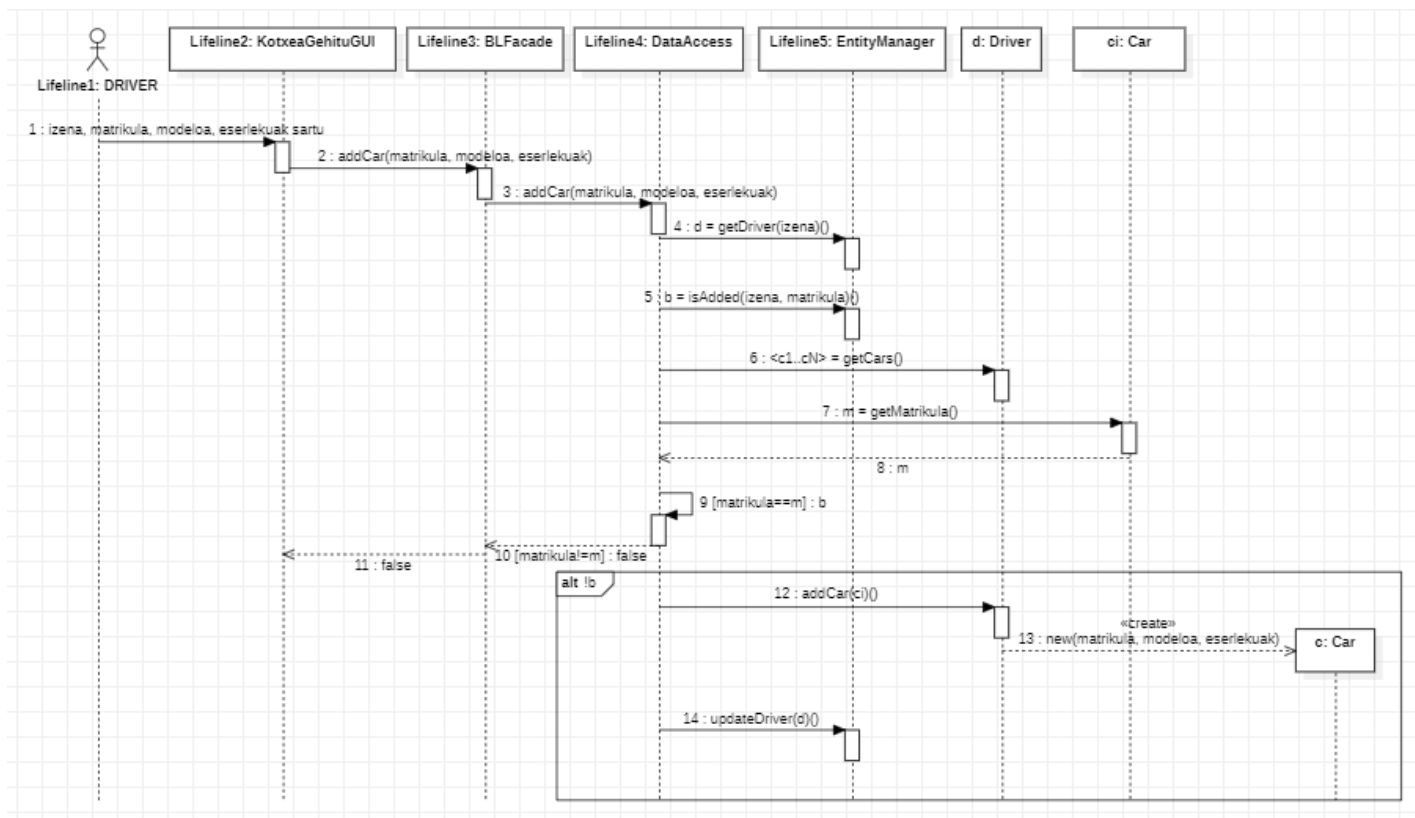 Lifeline1: DRIVER
Lifeline2: KotxeaGehituGUI
Lifeline3: BLFacade
Lifeline4: DataAccess
Lifeline5: EntityManager
d: Driver
ci: Car
1 : izena, matrikula, modeloa, eserlekuak sartu
2 : addCar(matrikula, modeloa, eserlekuak)
3 : addCar(matrikula, modeloa, eserlekuak)
4 : d = getDriver(izena)()
5 : b = isAdded(izena, matrikula)()
6 : <c1..cN> = getCars()
7 : m = getMatrikula()
8 : m
9 [matrikula==m] : b
10 [matrikula!=m] : false
11 : false
alt !b
12 : addCar(ci)()
«create»
13 : new(matrikula, modeloa, eserlekuak)
c: Car
14 : updateDriver(d)()